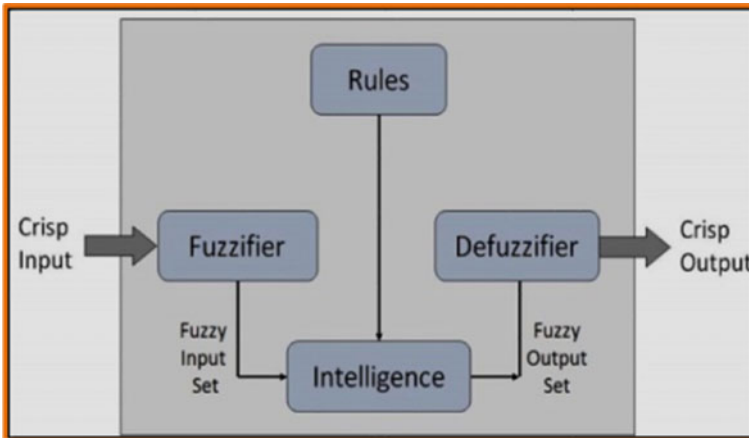 Rules
Crisp
Input
Fuzzifier
Defuzzifier
Crisp
Output
Fuzzy
Input
Set
Intelligence
Fuzzy
Output
Set